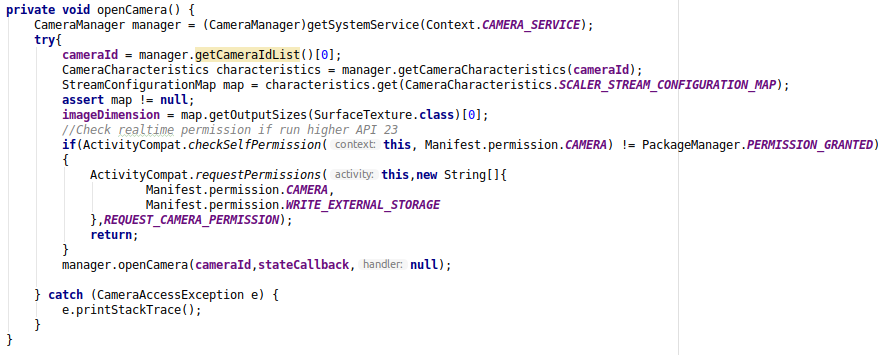 private void openCamera() {
    CameraManager manager = (CameraManager)getSystemService(Context.CAMERA_SERVICE);
    try{
        cameraId = manager.getCameraIdList()[0];
        CameraCharacteristics characteristics = manager.getCameraCharacteristics(cameraId);
        StreamConfigurationMap map = characteristics.get(CameraCharacteristics.SCALER_STREAM_CONFIGURATION_MAP);
        assert map != null;
        imageDimension = map.getOutputSizes(SurfaceTexture.class)[0];
        //Check realtime permission if run higher API 23
        if(ActivityCompat.checkSelfPermission( context: this, Manifest.permission.CAMERA) != PackageManager.PERMISSION_GRANTED)
        {
            ActivityCompat.requestPermissions( activity: this,new String[]{
                    Manifest.permission.CAMERA,
                    Manifest.permission.WRITE_EXTERNAL_STORAGE
            },REQUEST_CAMERA_PERMISSION);
            return;
        }
        manager.openCamera(cameraId,stateCallback, handler: null);
    } catch (CameraAccessException e) {
        e.printStackTrace();
    }
}